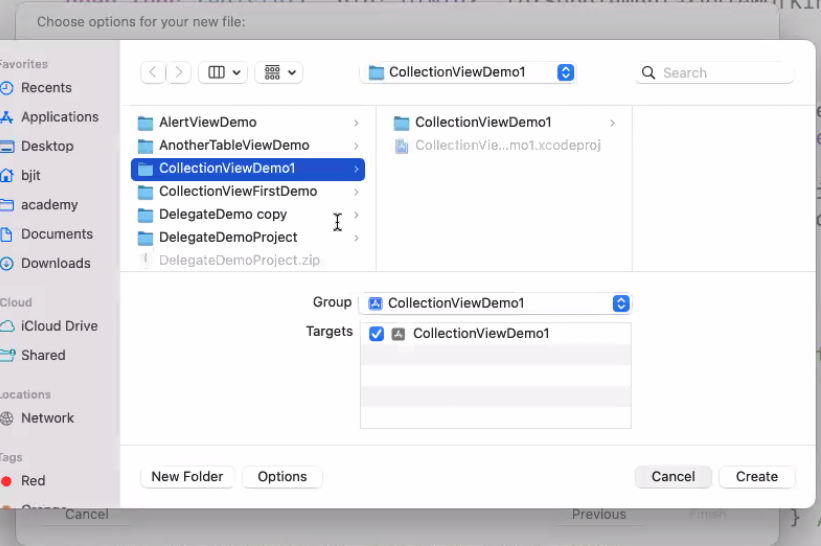 Choose options for your new file:
CollectionViewDemo1
Search
Favorites
Recents
Applications
Desktop
bjit
academy
Documents
Downloads
iCloud
iCloud Drive
Shared
Locations
Network
Tags
Red
AlertViewDemo
AnotherTableViewDemo
CollectionViewDemo1
CollectionViewFirstDemo
DelegateDemo copy
DelegateDemoProject
DelegateDemoProject.zip
CollectionViewDemo1
CollectionVie...mo1.xcodeproj
Group CollectionViewDemo1
Targets CollectionViewDemo1
New Folder Options Cancel Create
Cancel Previous Finish